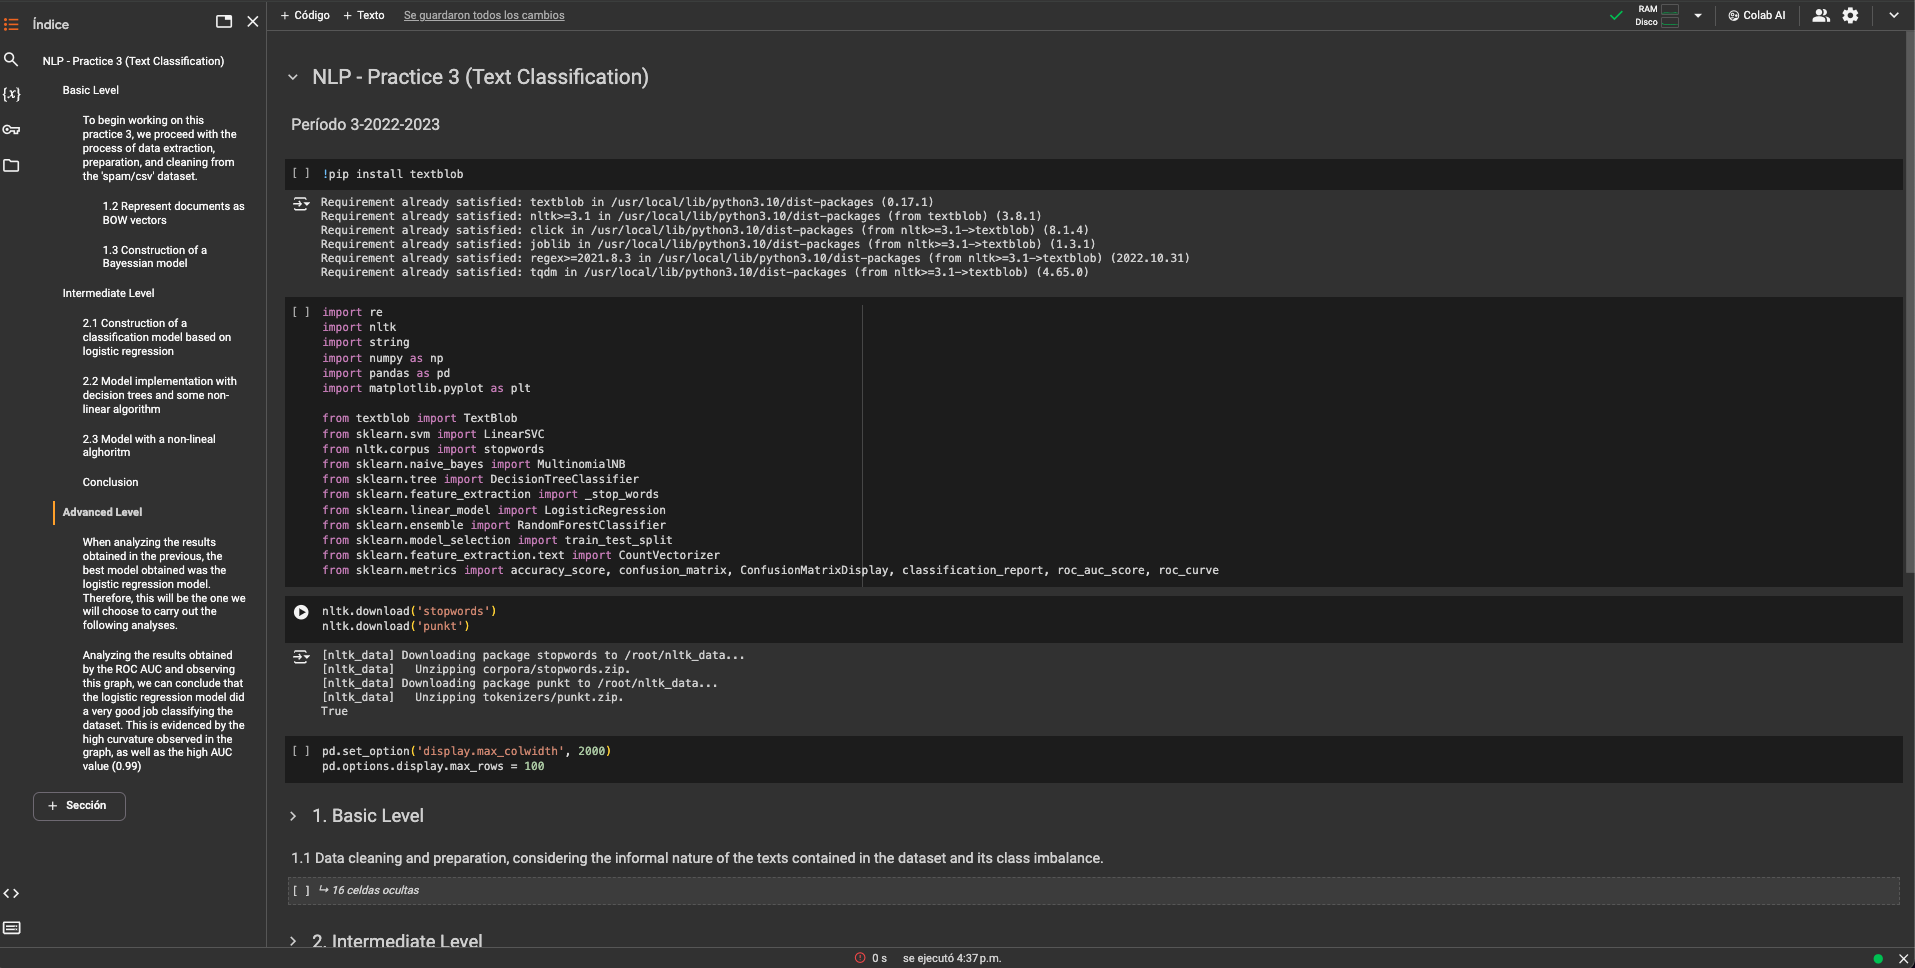 Índice
+ Código + Texto Se guardaron todos los cambios
RAM
Disco
Colab AI
NLP - Practice 3 (Text Classification)
Basic Level
To begin working on this
practice 3, we proceed with the
process of data extraction,
preparation, and cleaning from
the 'spam/csv' dataset.
1.2 Represent documents as
BOW vectors
1.3 Construction of a
Bayesian model
Intermediate Level
2.1 Construction of a
classification model based on
logistic regression
2.2 Model implementation with
decision trees and some non-
linear algorithm
2.3 Model with a non-lineal
alghoritm
Conclusion
Advanced Level
When analyzing the results
obtained in the previous, the
best model obtained was the
logistic regression model.
Therefore, this will be the one we
will choose to carry out the
following analyses.
Analyzing the results obtained
by the ROC AUC and observing
this graph, we can conclude that
the logistic regression model did
a very good job classifying the
dataset. This is evidenced by the
high curvature observed in the
graph, as well as the high AUC
value (0.99)
+ Sección
NLP - Practice 3 (Text Classification)
Período 3-2022-2023
[ ] !pip install textblob
Requirement already satisfied: textblob in /usr/local/lib/python3.10/dist-packages (0.17.1)
Requirement already satisfied: nltk>=3.1 in /usr/local/lib/python3.10/dist-packages (from textblob) (3.8.1)
Requirement already satisfied: click in /usr/local/lib/python3.10/dist-packages (from nltk>=3.1->textblob) (8.1.4)
Requirement already satisfied: joblib in /usr/local/lib/python3.10/dist-packages (from nltk>=3.1->textblob) (1.3.1)
Requirement already satisfied: regex>=2021.8.3 in /usr/local/lib/python3.10/dist-packages (from nltk>=3.1->textblob) (2022.10.31)
Requirement already satisfied: tqdm in /usr/local/lib/python3.10/dist-packages (from nltk>=3.1->textblob) (4.65.0)
[ ] import re
import nltk
import string
import numpy as np
import pandas as pd
import matplotlib.pyplot as plt
from textblob import TextBlob
from sklearn.svm import LinearSVC
from nltk.corpus import stopwords
from sklearn.naive_bayes import MultinomialNB
from sklearn.tree import DecisionTreeClassifier
from sklearn.feature_extraction import _stop_words
from sklearn.linear_model import LogisticRegression
from sklearn.ensemble import RandomForestClassifier
from sklearn.model_selection import train_test_split
from sklearn.feature_extraction.text import CountVectorizer
from sklearn.metrics import accuracy_score, confusion_matrix, ConfusionMatrixDisplay, classification_report, roc_auc_score, roc_curve
nltk.download('stopwords')
nltk.download('punkt')
[nltk_data] Downloading package stopwords to /root/nltk_data...
[nltk_data]   Unzipping corpora/stopwords.zip.
[nltk_data] Downloading package punkt to /root/nltk_data...
[nltk_data]   Unzipping tokenizers/punkt.zip.
True
[ ] pd.set_option('display.max_colwidth', 2000)
pd.options.display.max_rows = 100
1. Basic Level
1.1 Data cleaning and preparation, considering the informal nature of the texts contained in the dataset and its class imbalance.
[ ] ↳ 16 celdas ocultas
2. Intermediate Level
0 s se ejecutó 4:37 p.m.